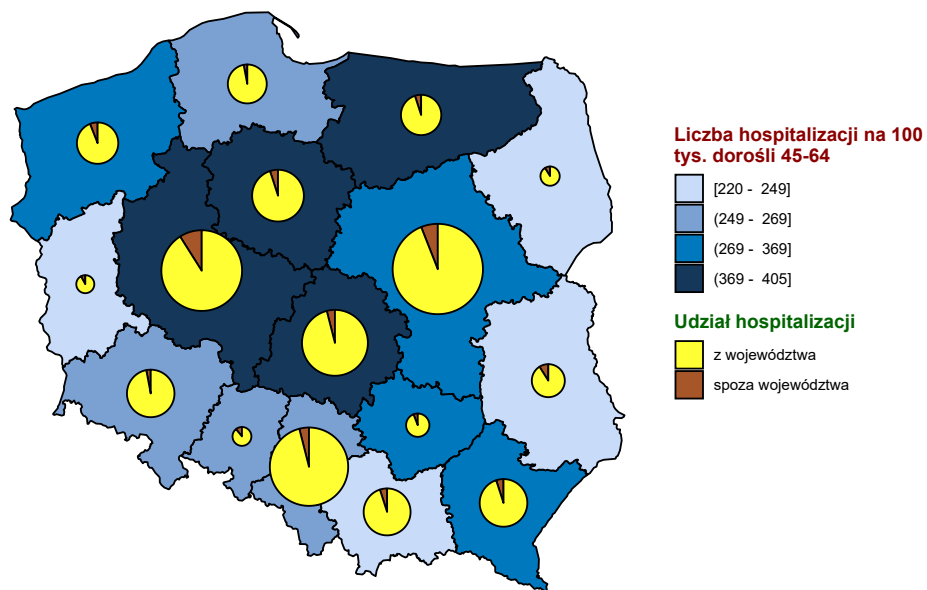 Liczba hospitalizacji na 100
tys. dorośli 45-64
[220 - 249]
(249 - 269]
(269 - 369]
(369 - 405]
Udział hospitalizacji
z województwa
spoza województwa